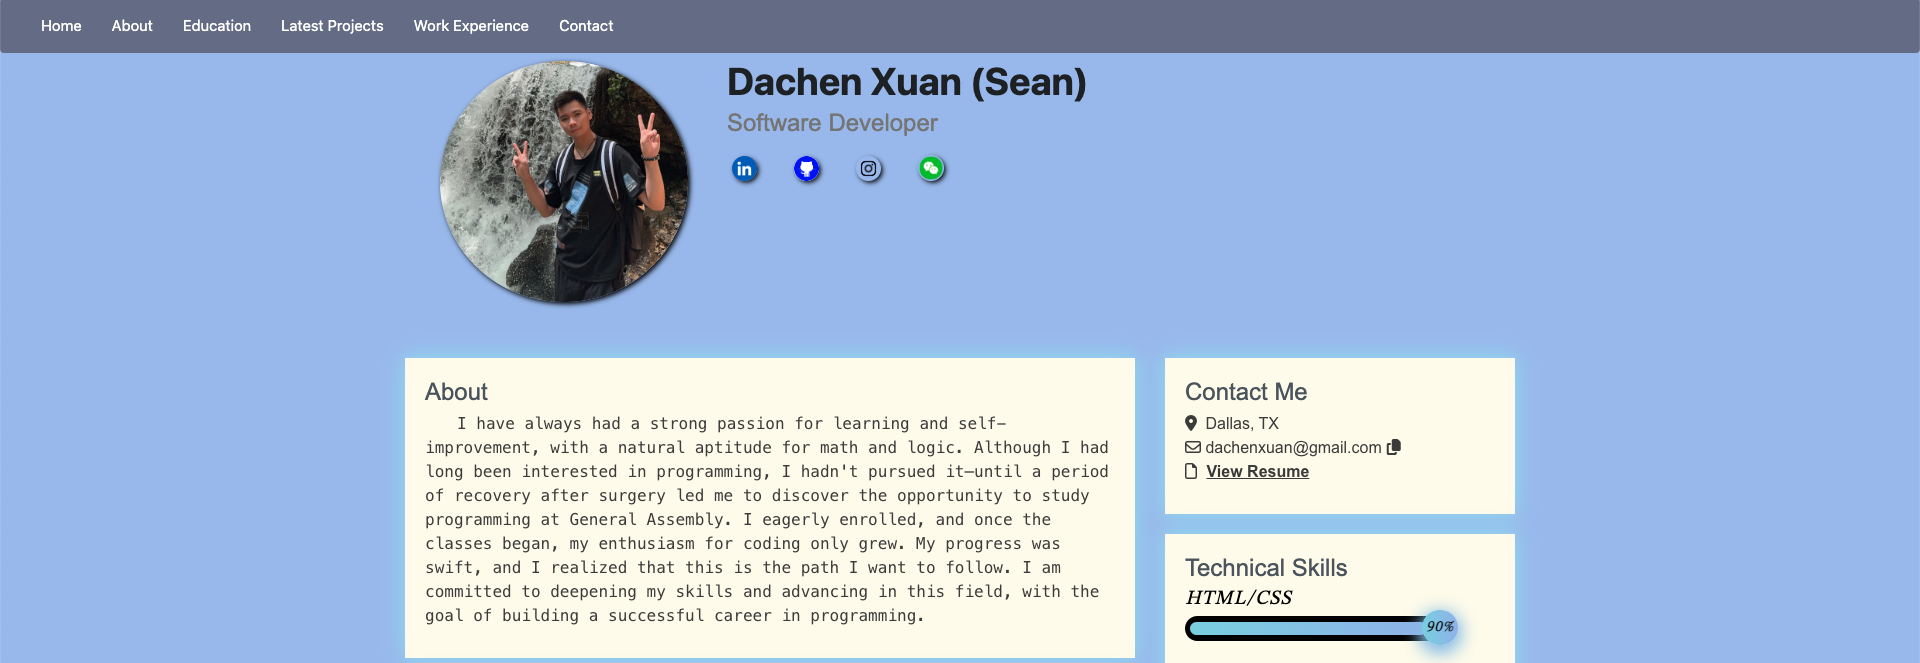 Home About Education Latest Projects Work Experience Contact
Dachen Xuan (Sean)
Software Developer
in
About
I have always had a strong passion for learning and self-
improvement, with a natural aptitude for math and logic. Although I had
long been interested in programming, I hadn't pursued it—until a period
of recovery after surgery led me to discover the opportunity to study
programming at General Assembly. I eagerly enrolled, and once the
classes began, my enthusiasm for coding only grew. My progress was
swift, and I realized that this is the path I want to follow. I am
committed to deepening my skills and advancing in this field, with the
goal of building a successful career in programming.
Contact Me
Dallas, TX
dachenxuan@gmail.com
View Resume
Technical Skills
HTML/CSS
90%